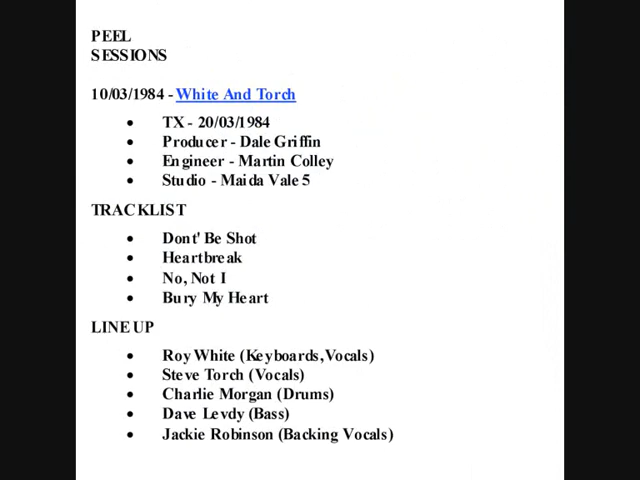 PEEL
SESSIONS
10/03/1984 - White And Torch
• TX - 20/03/1984
• Producer - Dale Griffin
• Engineer - Martin Colley
• Studio - Maida Vale 5
TRACKLIST
• Dont' Be Shot
• Heartbreak
• No, Not I
• Bury My Heart
LINE UP
• Roy White (Keyboards,Vocals)
• Steve Torch (Vocals)
• Charlie Morgan (Drums)
• Dave Levdy (Bass)
• Jackie Robinson (Backing Vocals)